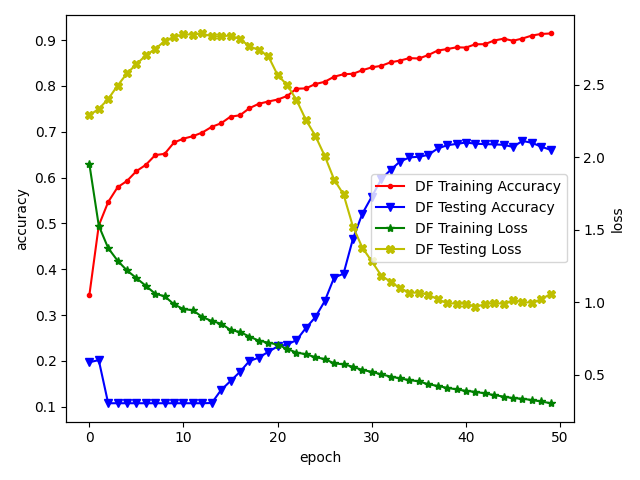 0.9
0.8
0.7
0.6
0.5
0.4
0.3
0.2
0.1
accuracy
2.5
2.0
1.5
1.0
0.5
loss
DF Training Accuracy
DF Testing Accuracy
DF Training Loss
DF Testing Loss
0 10 20 30 40 50
epoch